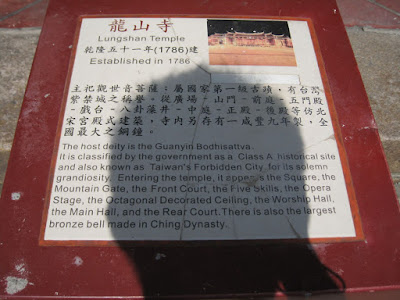 龍山寺
Lungshan Temple
乾隆五十一年(1786)建
Established in 1786
主祀觀世音菩薩:屬國家第一級古蹟,有台灣
紫禁城之稱譽。從廣場-山門-前庭-五門殿
-戲台-八卦藻井-中庭-正殿-後殿等仿北
宋宮殿式建築,寺內另存有一咸豐九年製,全
國最大之銅鐘。
The host deity is the Guanyin Bodhisattva.
It is classified by the government as a Class A historical site
and also known as Taiwan's Forbidden City for its solemn
grandiosity. Entering the temple, it appears the Square, the
Mountain Gate, the Front Court, the Five Skills, the Opera
Stage, the Octagonal Decorated Ceiling, the Worship Hall,
the Main Hall, and the Rear Court. There is also the largest
bronze bell made in Ching Dynasty.